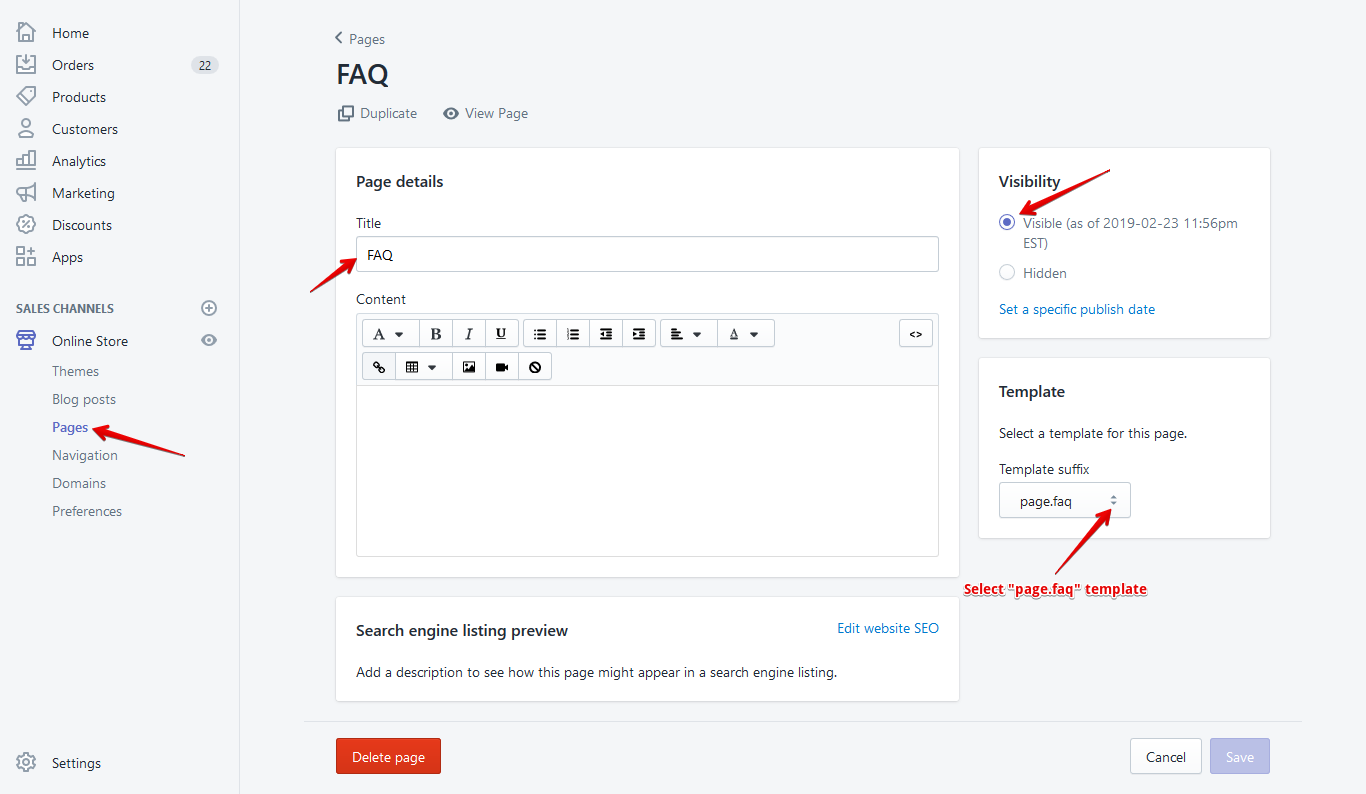 Home
Orders 22
Products
Customers
Analytics
Marketing
Discounts
Apps
SALES CHANNELS
Online Store
Themes
Blog posts
Pages
Navigation
Domains
Preferences
Settings
Pages
FAQ
Duplicate View Page
Page details
Title
FAQ
Content
A B I U A <>
Search engine listing preview Edit website SEO
Add a description to see how this page might appear in a search engine listing.
Visibility
Visible (as of 2019-02-23 11:56pm
EST)
Hidden
Set a specific publish date
Template
Select a template for this page.
Template suffix
page.faq
Select "page.faq" template
Delete page Cancel Save